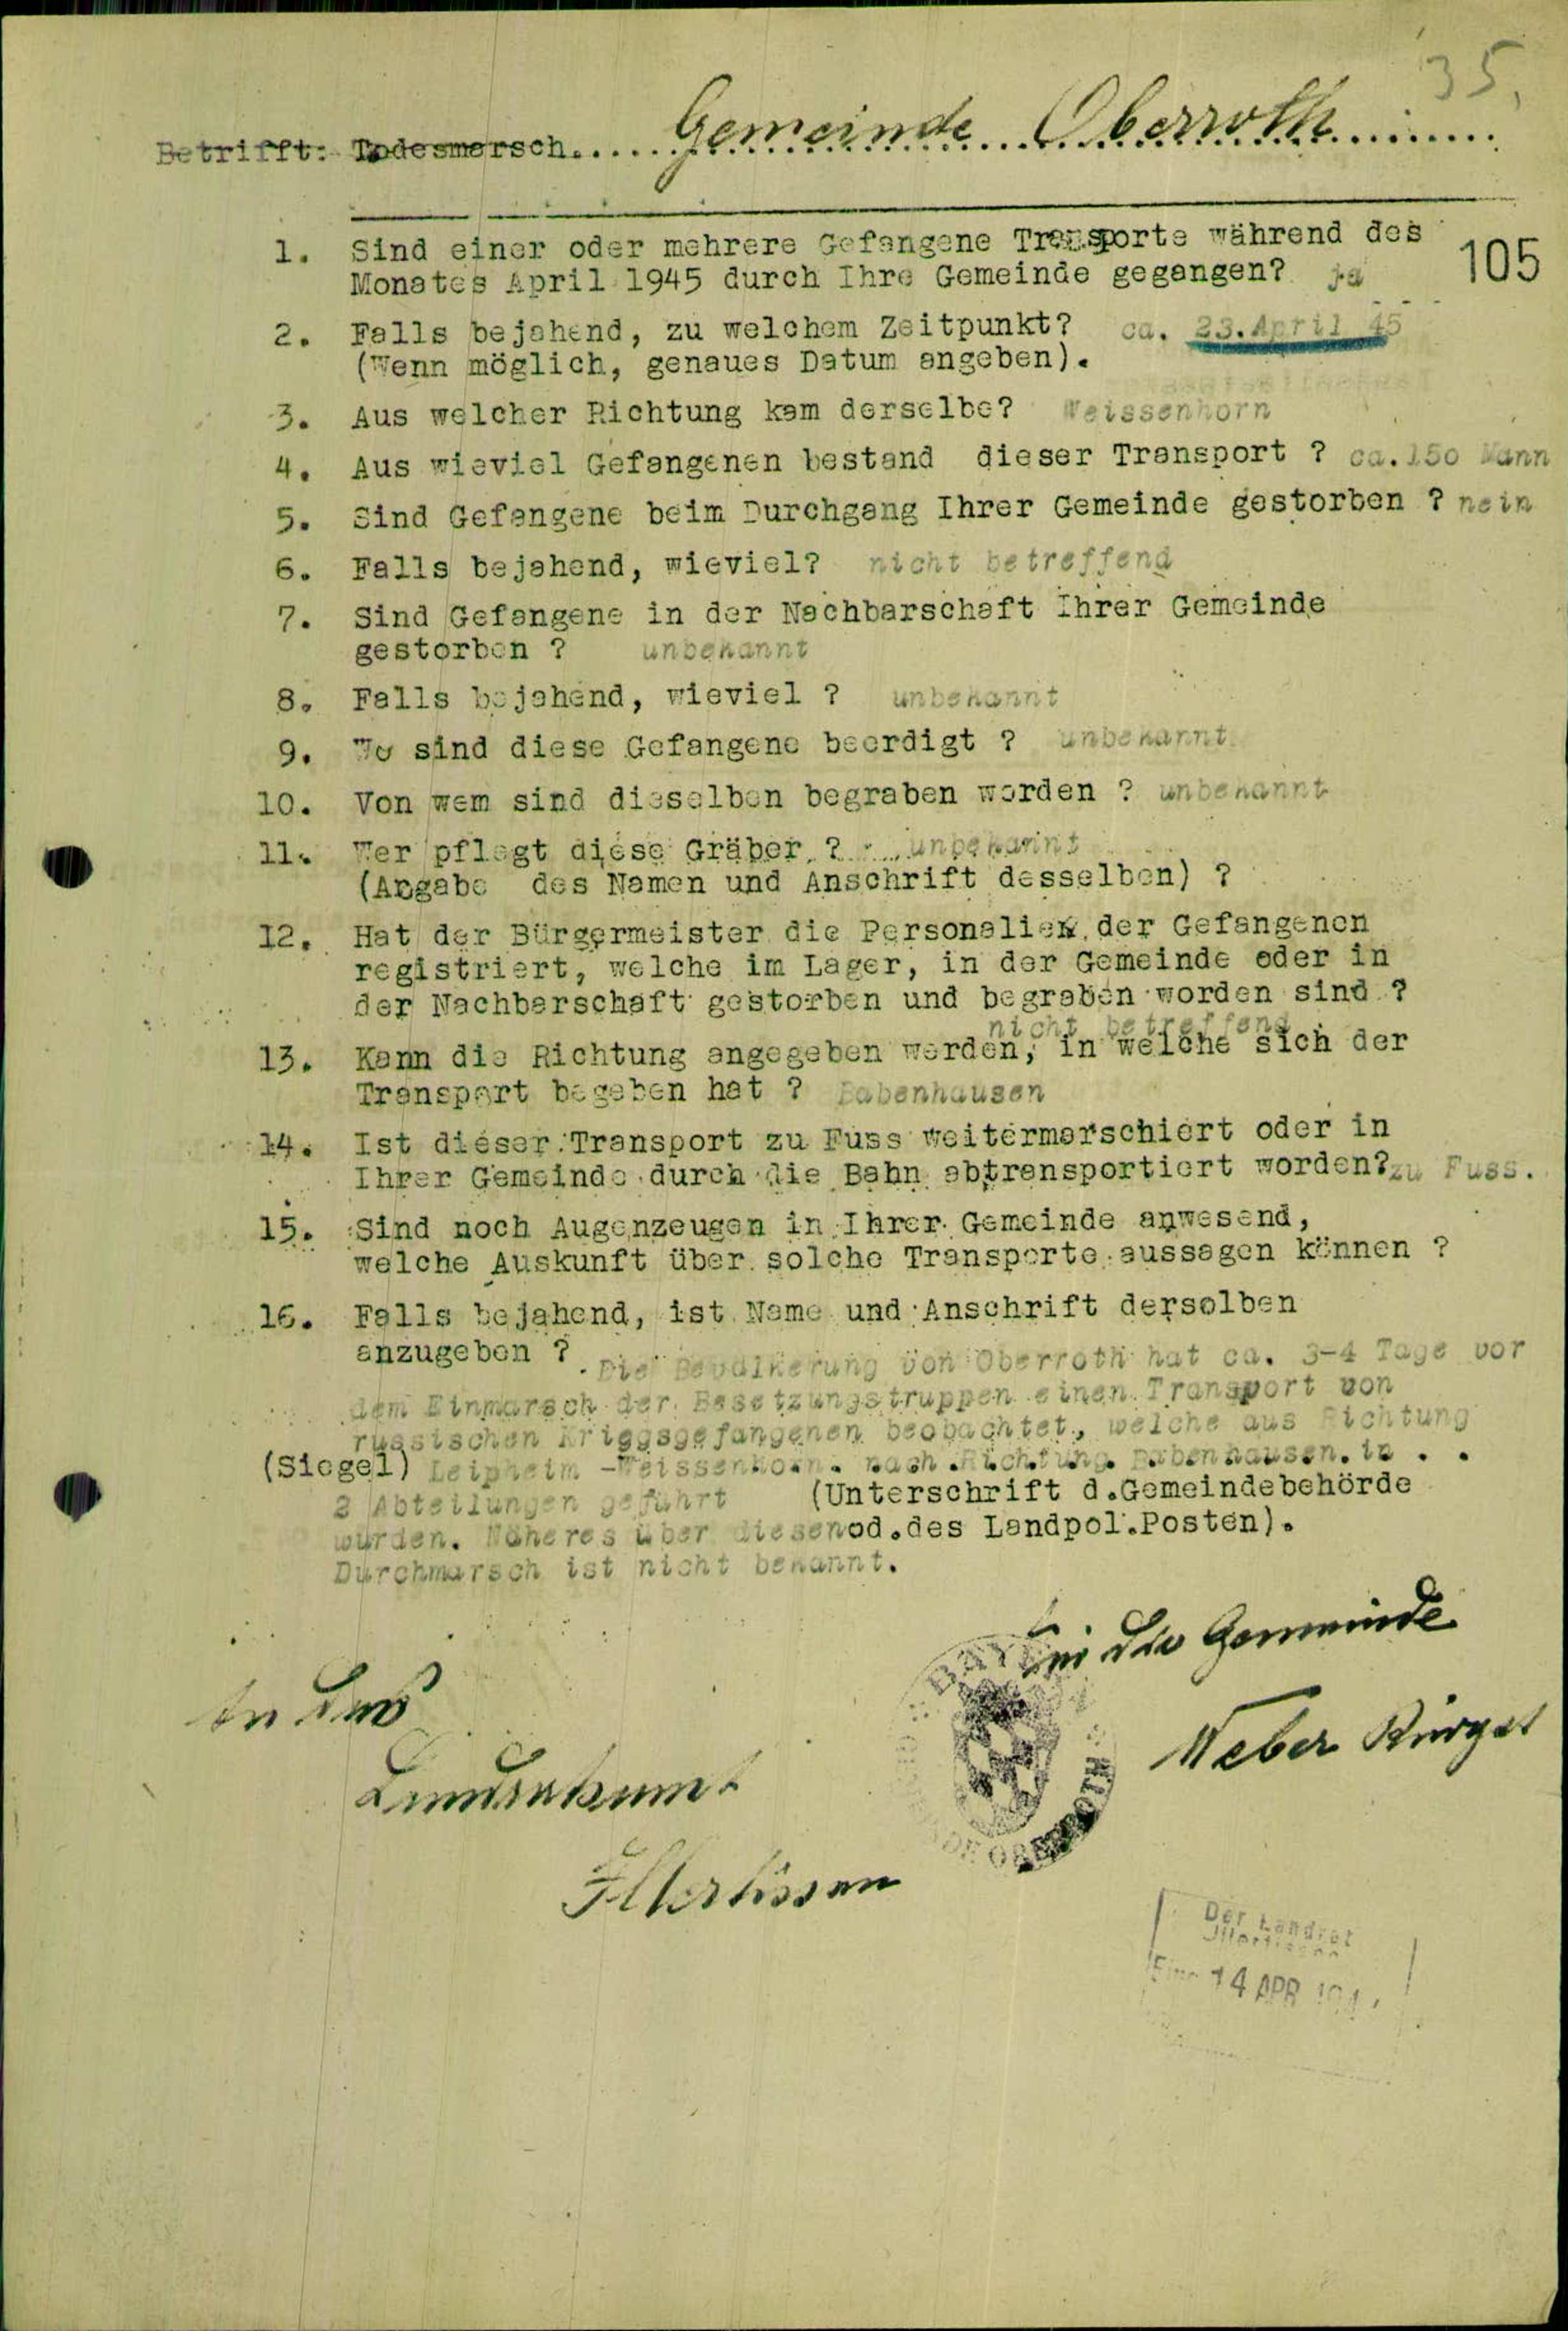 35.
Betrifft: Todesmarsch..... Gemeinde Oberroth
1. Sind einer oder mehrere Gefangene Transporte während des
105
Monates April 1945 durch Ihre Gemeinde gegangen? ja
2. Falls bejahend, zu welchem Zeitpunkt? ca. 23.April 45
(Wenn möglich, genaues Datum angeben).
3. Aus welcher Richtung kam derselbe? Weissenhorn
4. Aus wieviel Gefangenen bestand dieser Transport ? ca.150 Mann
5. Sind Gefangene beim Durchgang Ihrer Gemeinde gestorben ? nein
6. Falls bejahend, wieviel? nicht betreffend
7. Sind Gefangene in der Nachbarschaft Ihrer Gemeinde
gestorben ? unbekannt
8. Falls bejahend, wieviel ? unbekannt
9. Wo sind diese Gefangene beerdigt ? unbekannt
10. Von wem sind dieselben begraben worden ? unbekannt
11. Wer pflegt diese Gräber ? unbekannt
(Angabe des Namen und Anschrift desselben) ?
12. Hat der Bürgermeister die Personalien der Gefangenen
registriert, welche im Lager, in der Gemeinde oder in
der Nachbarschaft gestorben und begraben worden sind ?
nicht betreffend
13. Kann die Richtung angegeben werden, in welche sich der
Transport begeben hat ? Babenhausen
14. Ist dieser Transport zu Fuss weitermarschiert oder in
Ihrer Gemeinde durch die Bahn abtransportiert worden? zu Fuss.
15. Sind noch Augenzeugen in Ihrer Gemeinde anwesend,
welche Auskunft über solche Transporte aussagen können ?
16. Falls bejahend, ist Name und Anschrift derselben
anzugeben ? Die Bevölkerung von Oberroth hat ca. 3-4 Tage vor
dem Einmarsch der Besetzungstruppen einen Transport von
russischen Kriegsgefangenen beobachtet, welche aus Richtung
(Siegel) Leipheim -Weissenhorn nach Richtung Babenhausen in
2 Abteilungen geführt (Unterschrift d.Gemeindebehörde
wurden. Näheres über diesen od.des Landpol.Posten).
Durchmarsch ist nicht bekannt.
Für die Gemeinde
An das
Weber Bürgst
Landratsamt
Illertissen
Der Landrat
Illertissen
14 APR